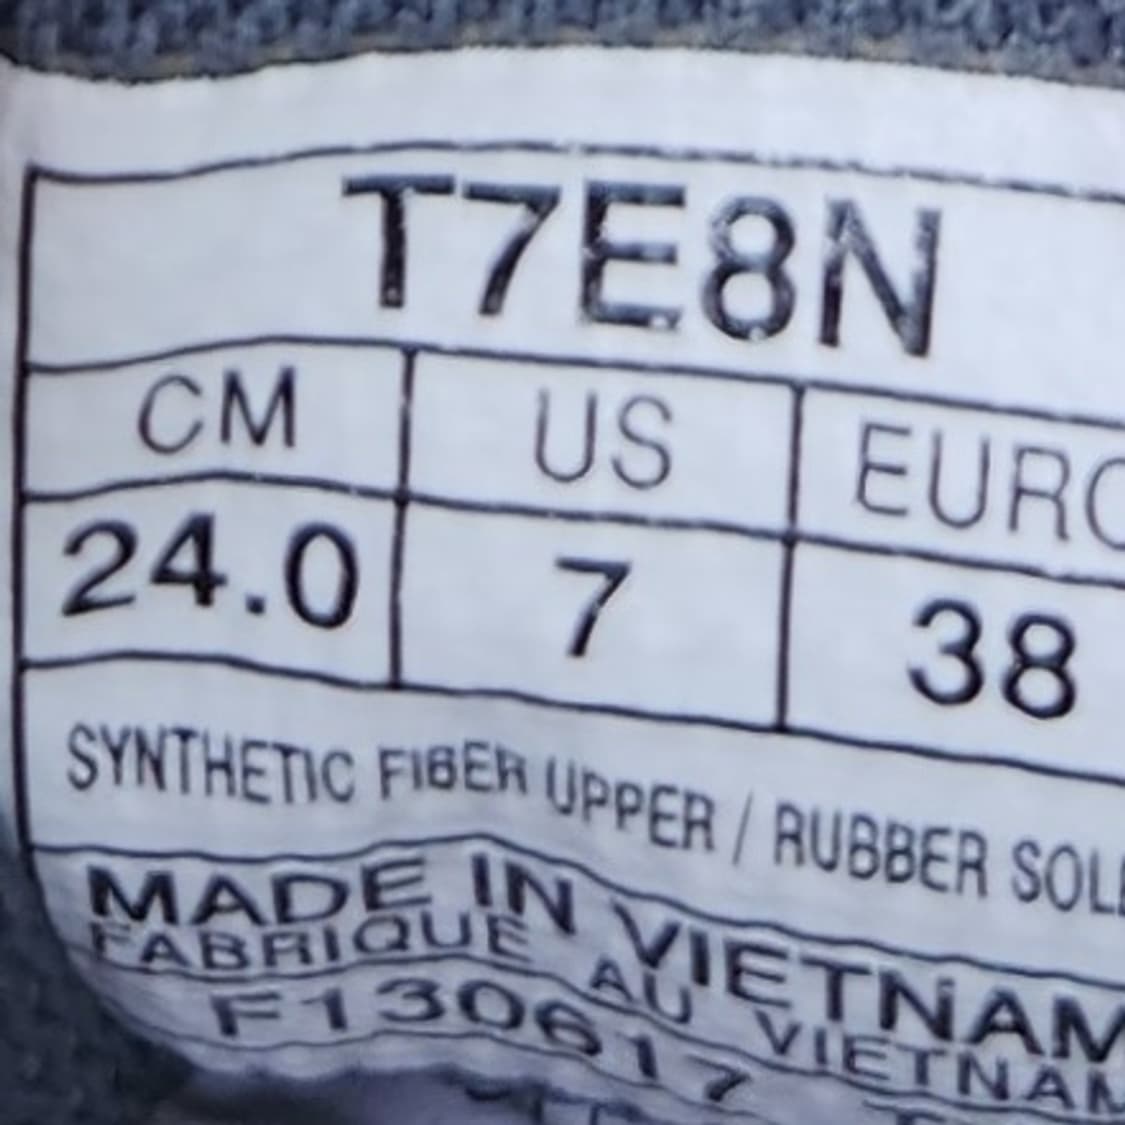 T7E8N
CM US EURO
24.0 7 38
SYNTHETIC FIBER UPPER / RUBBER SOLE
MADE IN VIETNAM
FABRIQUE AU VIETNAM
F130617